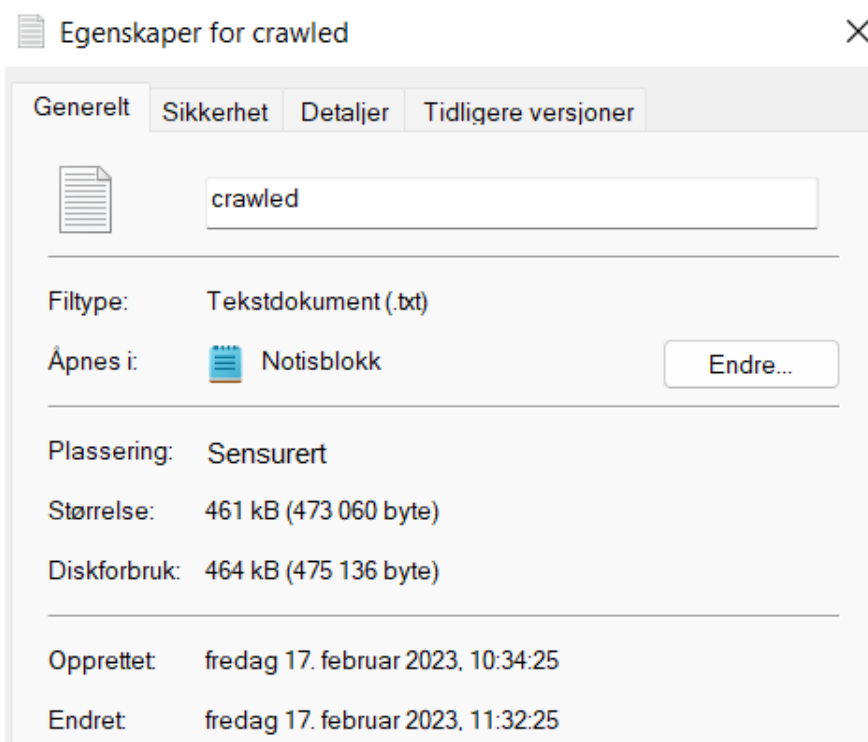 Egenskaper for crawled
Generelt Sikkerhet Detaljer Tidligere versjoner
crawled
Filtype: Tekstdokument (.txt)
Åpnes i: Notisblokk Endre...
Plassering: Sensurert
Størrelse: 461 kB (473 060 byte)
Diskforbruk: 464 kB (475 136 byte)
Opprettet: fredag 17. februar 2023, 10:34:25
Endret: fredag 17. februar 2023, 11:32:25